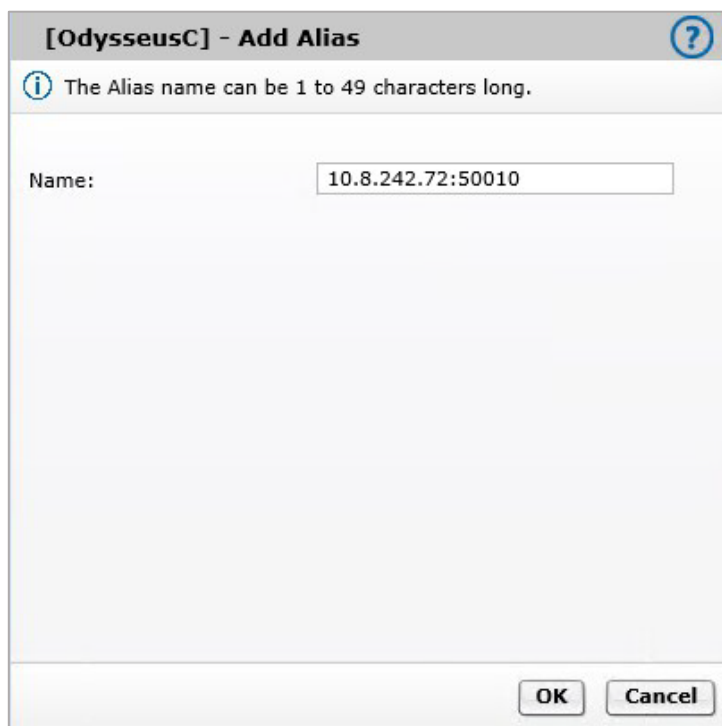 [OdysseusC] - Add Alias
?
i The Alias name can be 1 to 49 characters long.
Name: 10.8.242.72:50010
OK Cancel